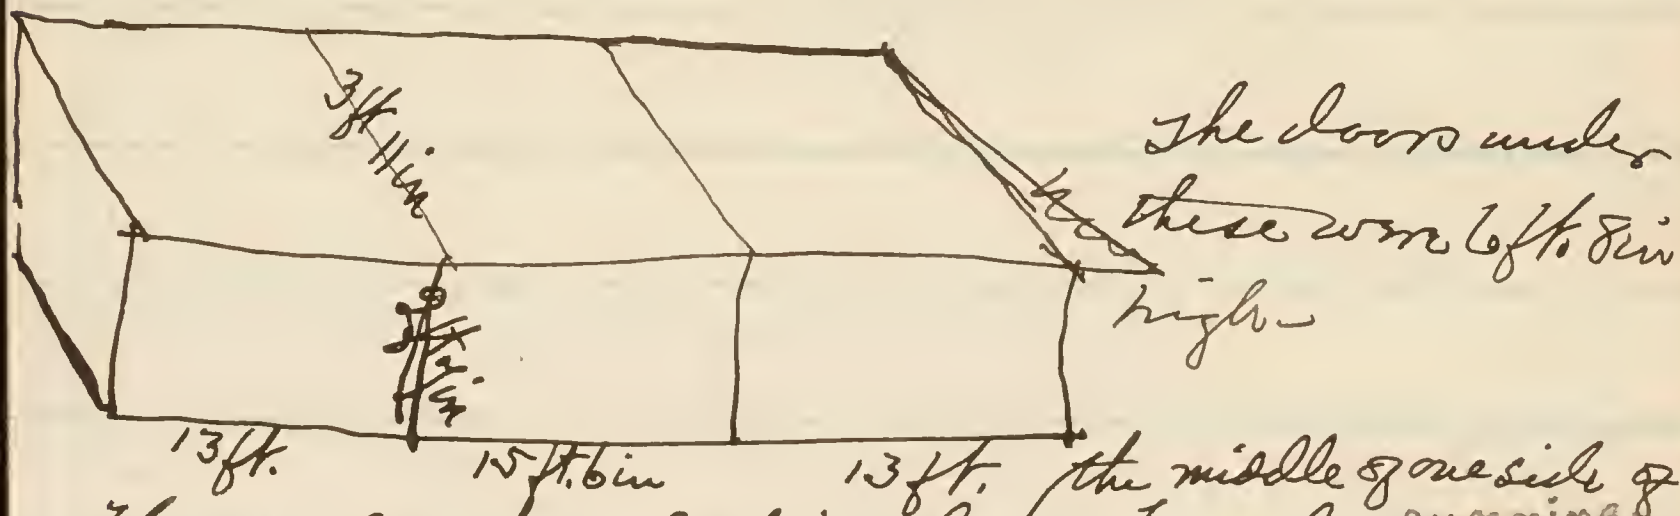 3ft 11in
The doors under
these were 6ft. 8in
high
13ft. 15ft. 6in 13ft. the middle of one side of